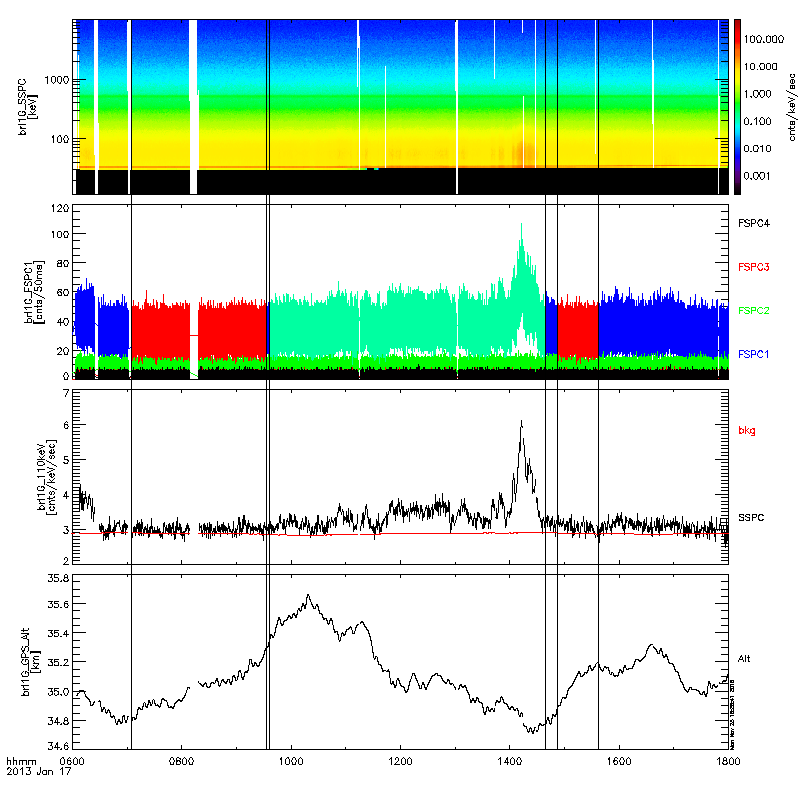 brl1G_SSPC
[keV]
1000
100
100.000
10.000
1.000
0.100
0.010
0.001
cnts/keV/sec
brl1G_FSPC1
[cnts/50ms]
120
100
80
60
40
20
0
FSPC4
FSPC3
FSPC2
FSPC1
brl1G_110keV
[cnts/keV/sec]
7
6
5
4
3
2
bkg
SSPC
brl1G_GPS_Alt
[km]
35.8
35.6
35.4
35.2
35.0
34.8
34.6
Alt
hhmm
0600 0800 1000 1200 1400 1600 1800
2013 Jan 17